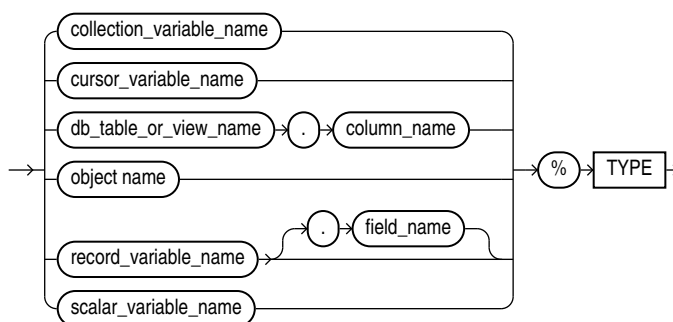 collection_variable_name
cursor_variable_name
db_table_or_view_name . column_name
object name
% TYPE
record_variable_name . field_name
scalar_variable_name